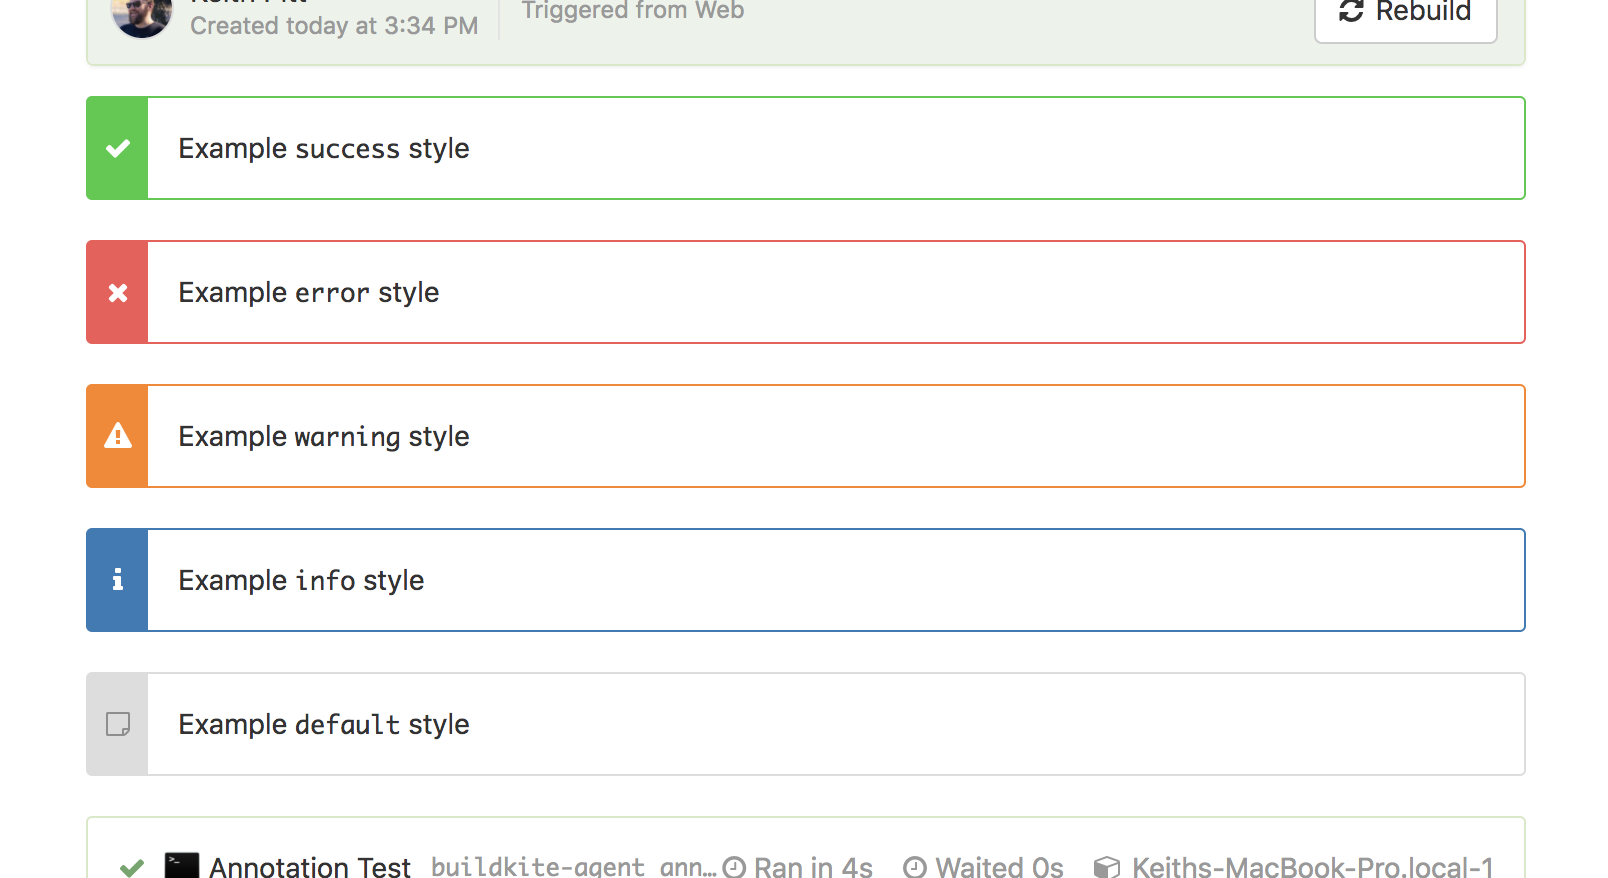 Keith Pitt
Created today at 3:34 PM
Triggered from Web
Rebuild
Example success style
Example error style
Example warning style
Example info style
Example default style
Annotation Test buildkite-agent ann… Ran in 4s Waited 0s Keiths-MacBook-Pro.local-1